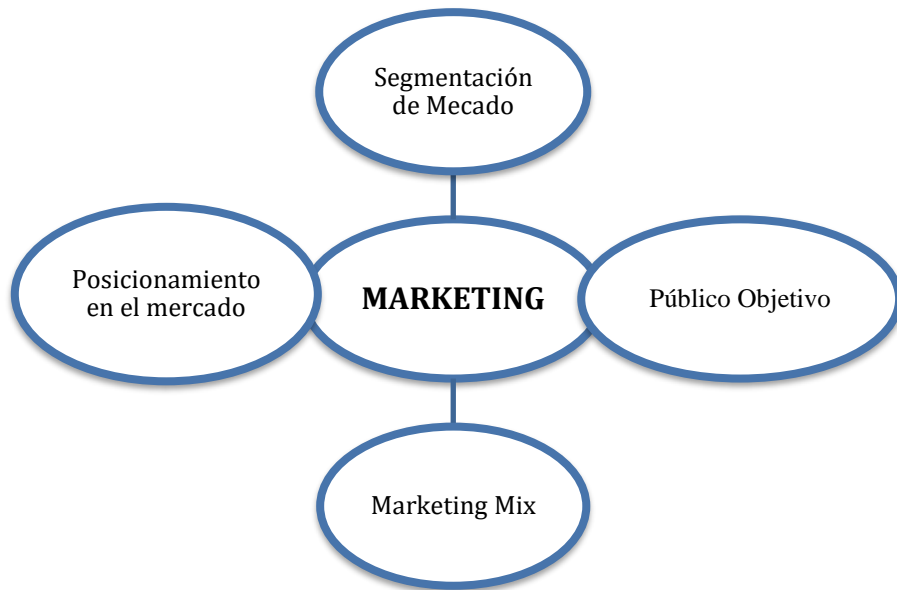 Segmentación
de Mecado
Posicionamiento
en el mercado
MARKETING
Público Objetivo
Marketing Mix